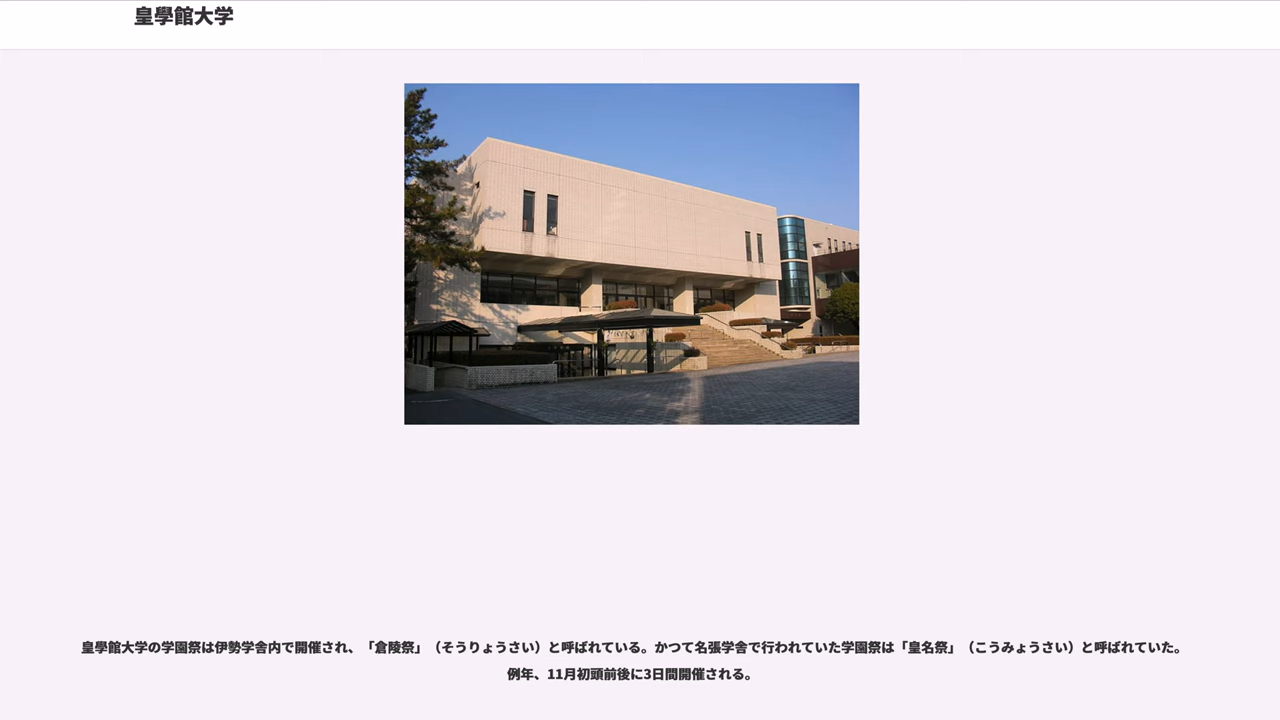 皇學館大学
皇學館大学の学園祭は伊勢学舎内で開催され、「倉陵祭」（そうりょうさい）と呼ばれている。かつて名張学舎で行われていた学園祭は「皇名祭」（こうみょうさい）と呼ばれていた。
例年、11月初頭前後に3日間開催される。